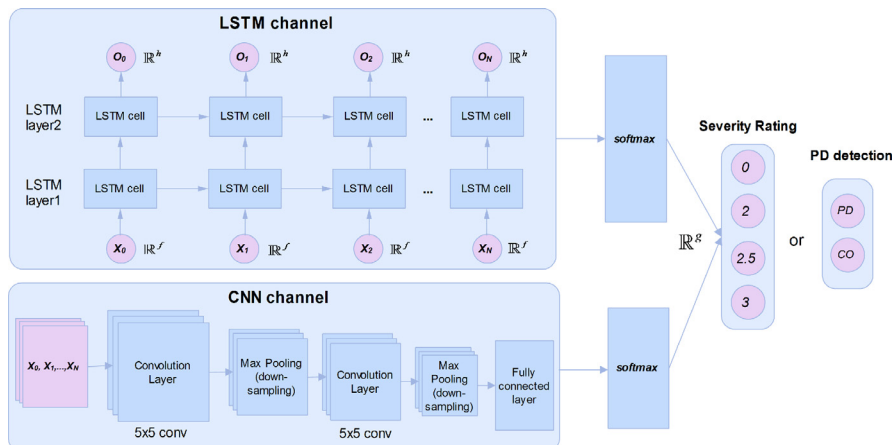 LSTM channel
O0 ℝʰ O1 ℝʰ O2 ℝʰ ON ℝʰ
LSTM layer2
LSTM cell LSTM cell LSTM cell ... LSTM cell
LSTM layer1
LSTM cell LSTM cell LSTM cell ... LSTM cell
X0 ℝᶠ X1 ℝᶠ X2 ℝᶠ XN ℝᶠ
softmax
Severity Rating
0
2
2.5
3
ℝᵍ
or
PD detection
PD
CO
CNN channel
X0, X1,...,XN
Convolution
Layer
5x5 conv
Max Pooling
(down-
sampling)
Convolution
Layer
5x5 conv
Max
Pooling
(down-
sampling)
Fully
connected
layer
softmax